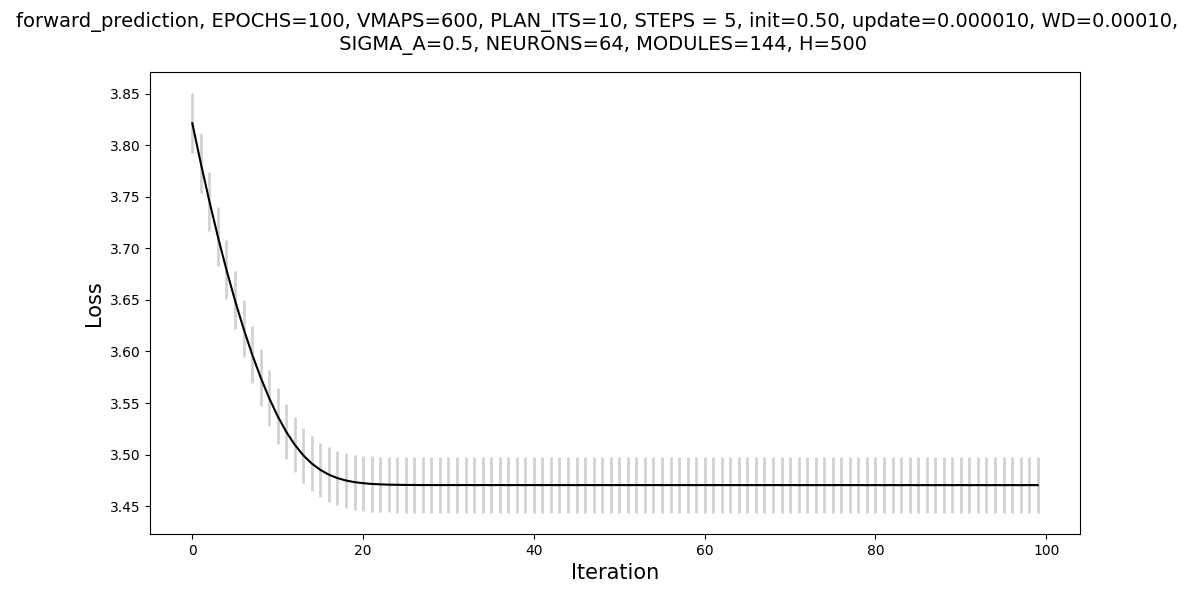 forward_prediction, EPOCHS=100, VMAPS=600, PLAN_ITS=10, STEPS = 5, init=0.50, update=0.000010, WD=0.00010,
SIGMA_A=0.5, NEURONS=64, MODULES=144, H=500
3.85
3.80
3.75
3.70
3.65
3.60
3.55
3.50
3.45
Loss
0 20 40 60 80 100
Iteration